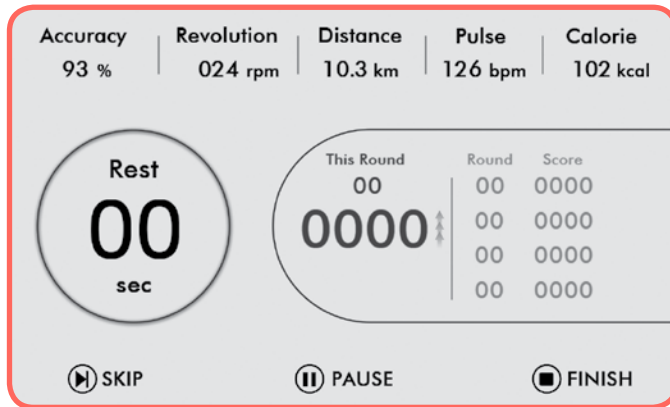 Accuracy Revolution Distance Pulse Calorie
93 % 024 rpm 10.3 km 126 bpm 102 kcal
Rest
00
sec
This Round
00
0000
Round Score
00 0000
00 0000
00 0000
00 0000
SKIP PAUSE FINISH